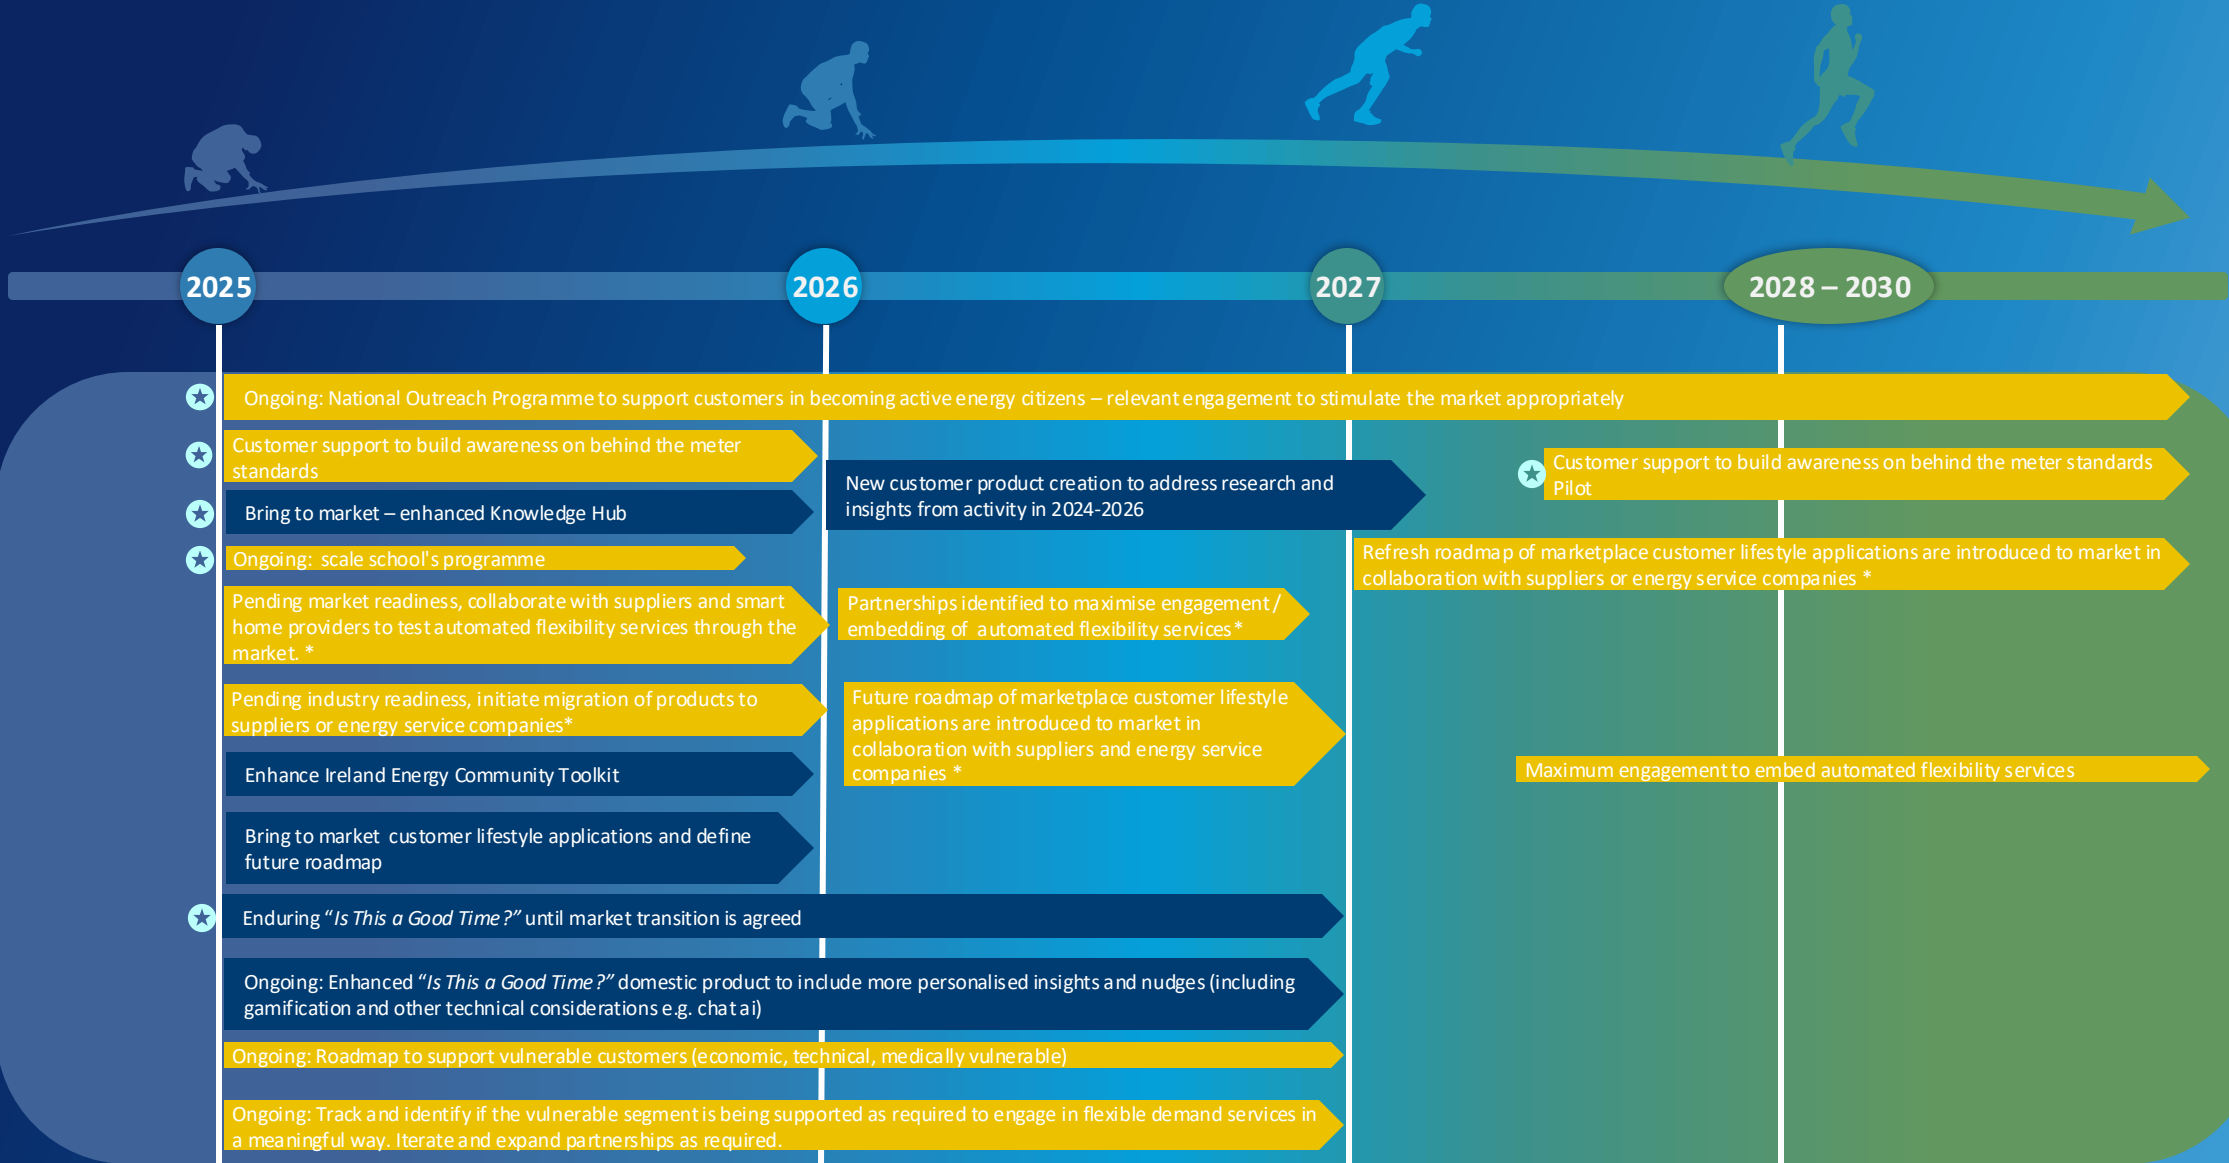 2025
2026
2027
2028 – 2030
Ongoing: National Outreach Programme to support customers in becoming active energy citizens – relevant engagement to stimulate the market appropriately
Customer support to build awareness on behind the meter
standards
Bring to market – enhanced Knowledge Hub
Ongoing: scale school's programme
Pending market readiness, collaborate with suppliers and smart
home providers to test automated flexibility services through the
market. *
Pending industry readiness, initiate migration of products to
suppliers or energy service companies*
Enhance Ireland Energy Community Toolkit
Bring to market customer lifestyle applications and define
future roadmap
New customer product creation to address research and
insights from activity in 2024-2026
Partnerships identified to maximise engagement /
embedding of automated flexibility services*
Future roadmap of marketplace customer lifestyle
applications are introduced to market in
collaboration with suppliers and energy service
companies *
Customer support to build awareness on behind the meter standards
Pilot
Refresh roadmap of marketplace customer lifestyle applications are introduced to market in
collaboration with suppliers or energy service companies *
Maximum engagement to embed automated flexibility services
Enduring “Is This a Good Time?” until market transition is agreed
Ongoing: Enhanced “Is This a Good Time?” domestic product to include more personalised insights and nudges (including
gamification and other technical considerations e.g. chat ai)
Ongoing: Roadmap to support vulnerable customers (economic, technical, medically vulnerable)
Ongoing: Track and identify if the vulnerable segment is being supported as required to engage in flexible demand services in
a meaningful way. Iterate and expand partnerships as required.